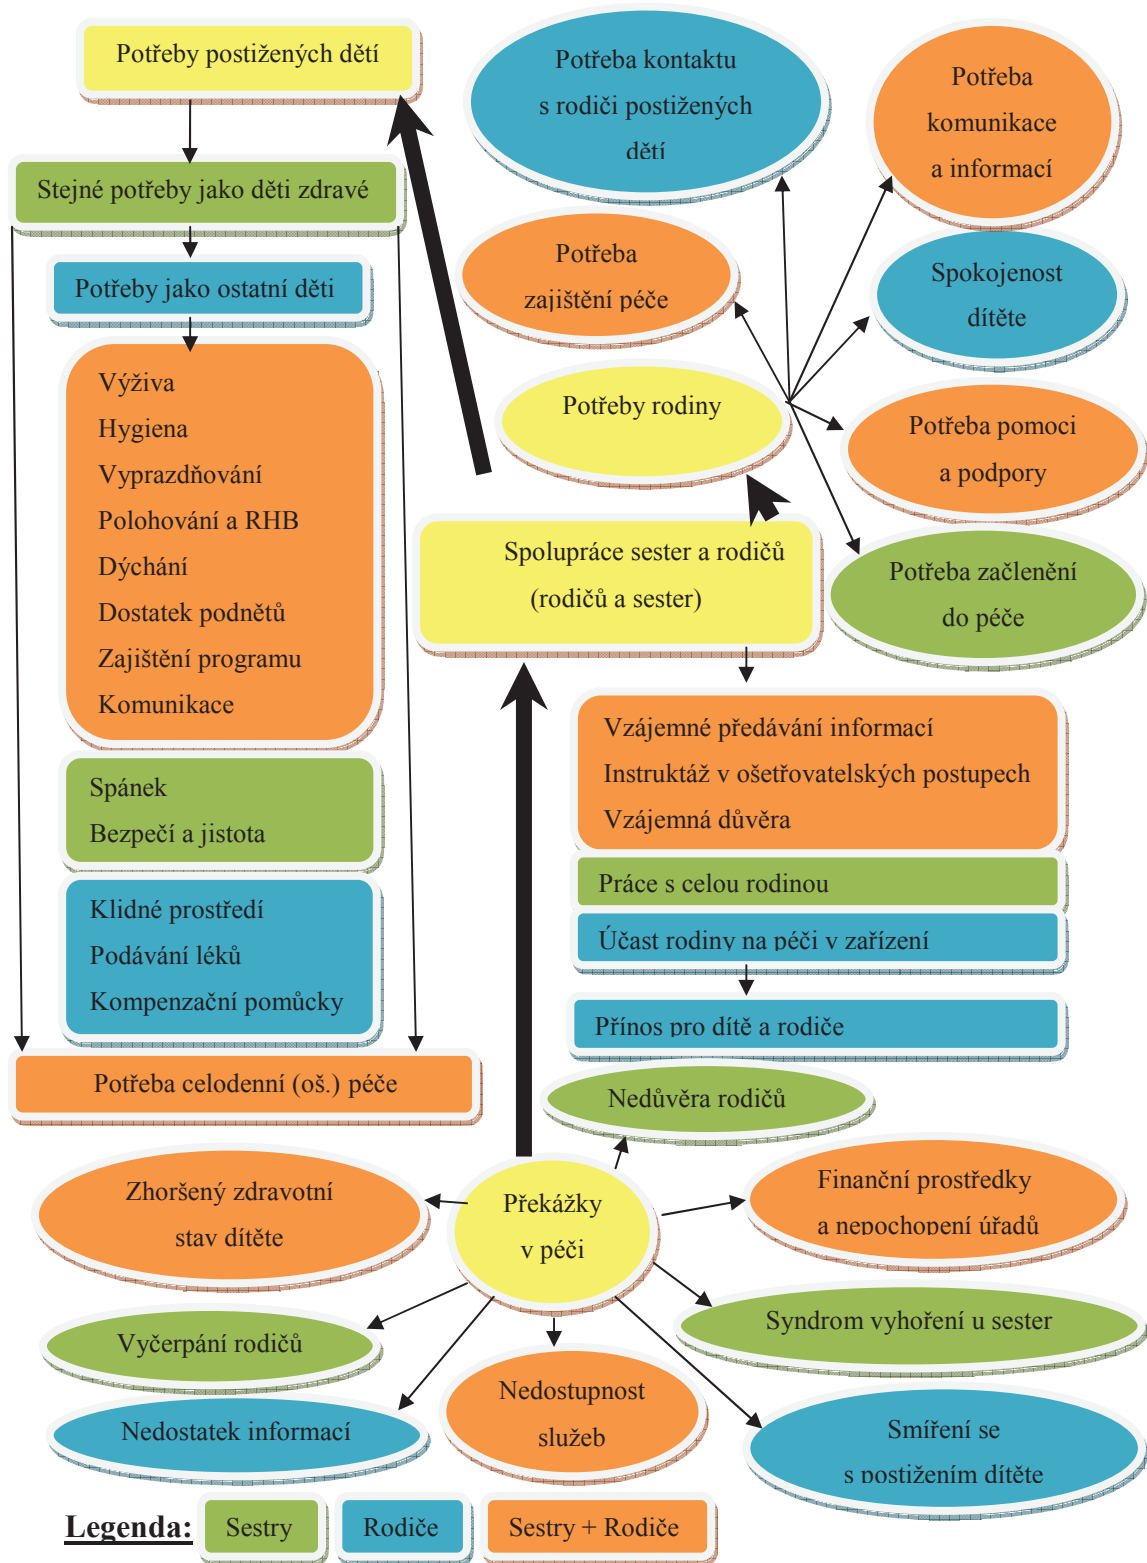 Potřeby postižených dětí
Stejné potřeby jako děti zdravé
Potřeby jako ostatní děti
Výživa
Hygiena
Vyprazdňování
Polohování a RHB
Dýchání
Dostatek podnětů
Zajištění programu
Komunikace
Spánek
Bezpečí a jistota
Klidné prostředí
Podávání léků
Kompenzační pomůcky
Potřeba celodenní (oš.) péče
Potřeba kontaktu
s rodiči postižených
dětí
Potřeba
komunikace
a informací
Potřeba
zajištění péče
Spokojenost
dítěte
Potřeby rodiny
Potřeba pomoci
a podpory
Potřeba začlenění
do péče
Spolupráce sester a rodičů
(rodičů a sester)
Vzájemné předávání informací
Instruktáž v ošetřovatelských postupech
Vzájemná důvěra
Práce s celou rodinou
Účast rodiny na péči v zařízení
Přínos pro dítě a rodiče
Nedůvěra rodičů
Zhoršený zdravotní
stav dítěte
Překážky
v péči
Finanční prostředky
a nepochopení úřadů
Vyčerpání rodičů
Syndrom vyhoření u sester
Nedostatek informací
Nedostupnost
služeb
Smíření se
s postižením dítěte
Legenda: Sestry Rodiče Sestry + Rodiče